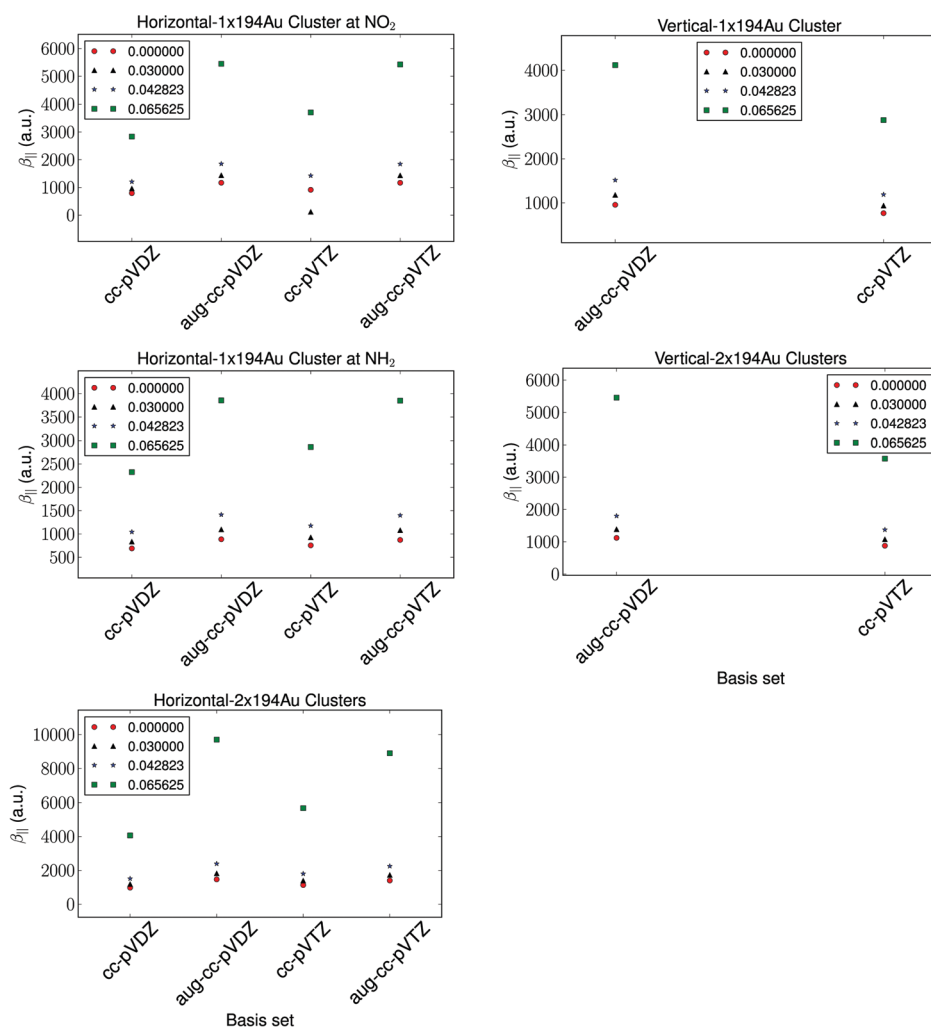 Horizontal-1x194Au Cluster at NO₂
6000
5000
4000
3000
2000
1000
0
β|| (a.u.)
0.000000
0.030000
0.042823
0.065625
cc-pVDZ
aug-cc-pVDZ
cc-pVTZ
aug-cc-pVTZ
Vertical-1x194Au Cluster
4000
3000
2000
1000
β|| (a.u.)
0.000000
0.030000
0.042823
0.065625
aug-cc-pVDZ
cc-pVTZ
Horizontal-1x194Au Cluster at NH₂
4000
3500
3000
2500
2000
1500
1000
500
β|| (a.u.)
0.000000
0.030000
0.042823
0.065625
cc-pVDZ
aug-cc-pVDZ
cc-pVTZ
aug-cc-pVTZ
Vertical-2x194Au Clusters
6000
5000
4000
3000
2000
1000
0
β|| (a.u.)
0.000000
0.030000
0.042823
0.065625
aug-cc-pVDZ
cc-pVTZ
Basis set
Horizontal-2x194Au Clusters
10000
8000
6000
4000
2000
0
β|| (a.u.)
0.000000
0.030000
0.042823
0.065625
cc-pVDZ
aug-cc-pVDZ
cc-pVTZ
aug-cc-pVTZ
Basis set